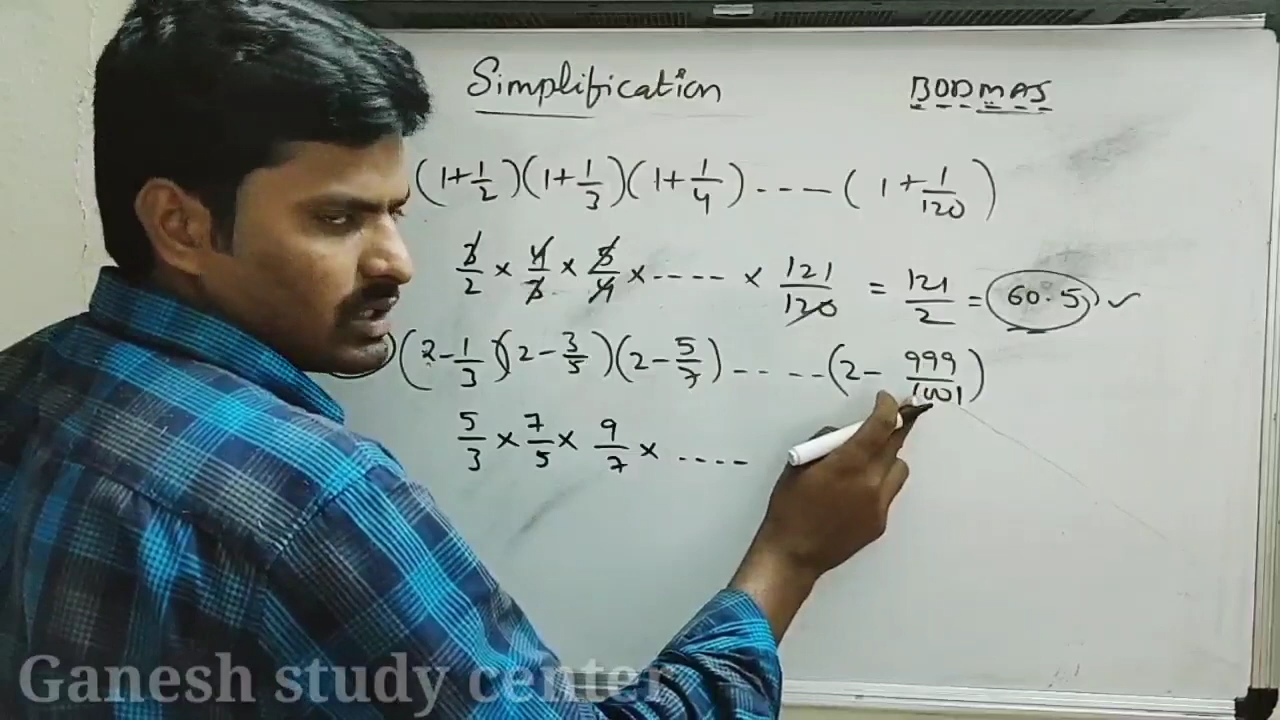 Simplification BODMAS
(1+1/2)(1+1/3)(1+1/4)----(1+1/120)
3/2 × 4/3 × 5/4 × ---- × 121/120 = 121/2 = 60.5 ✓
(2-1/3)(2-3/5)(2-5/7)----(2-999/1001)
5/3 × 7/5 × 9/7 × ----
Ganesh study center